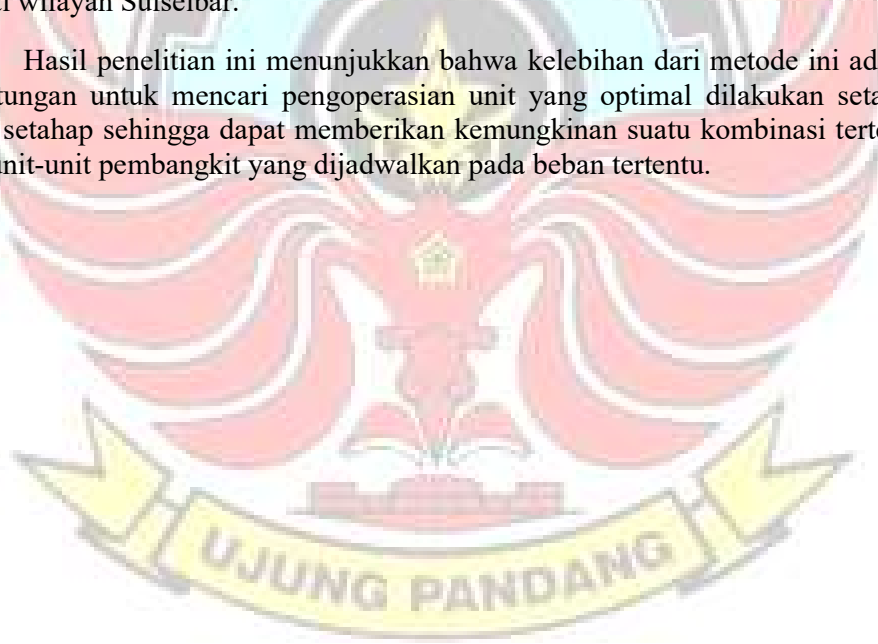 wilayah Sulselbar.
Hasil penelitian ini menunjukkan bahwa kelebihan dari metode ini ad
tungan untuk mencari pengoperasian unit yang optimal dilakukan seta
setahap sehingga dapat memberikan kemungkinan suatu kombinasi terte
unit-unit pembangkit yang dijadwalkan pada beban tertentu.
UJUNG PANDANG